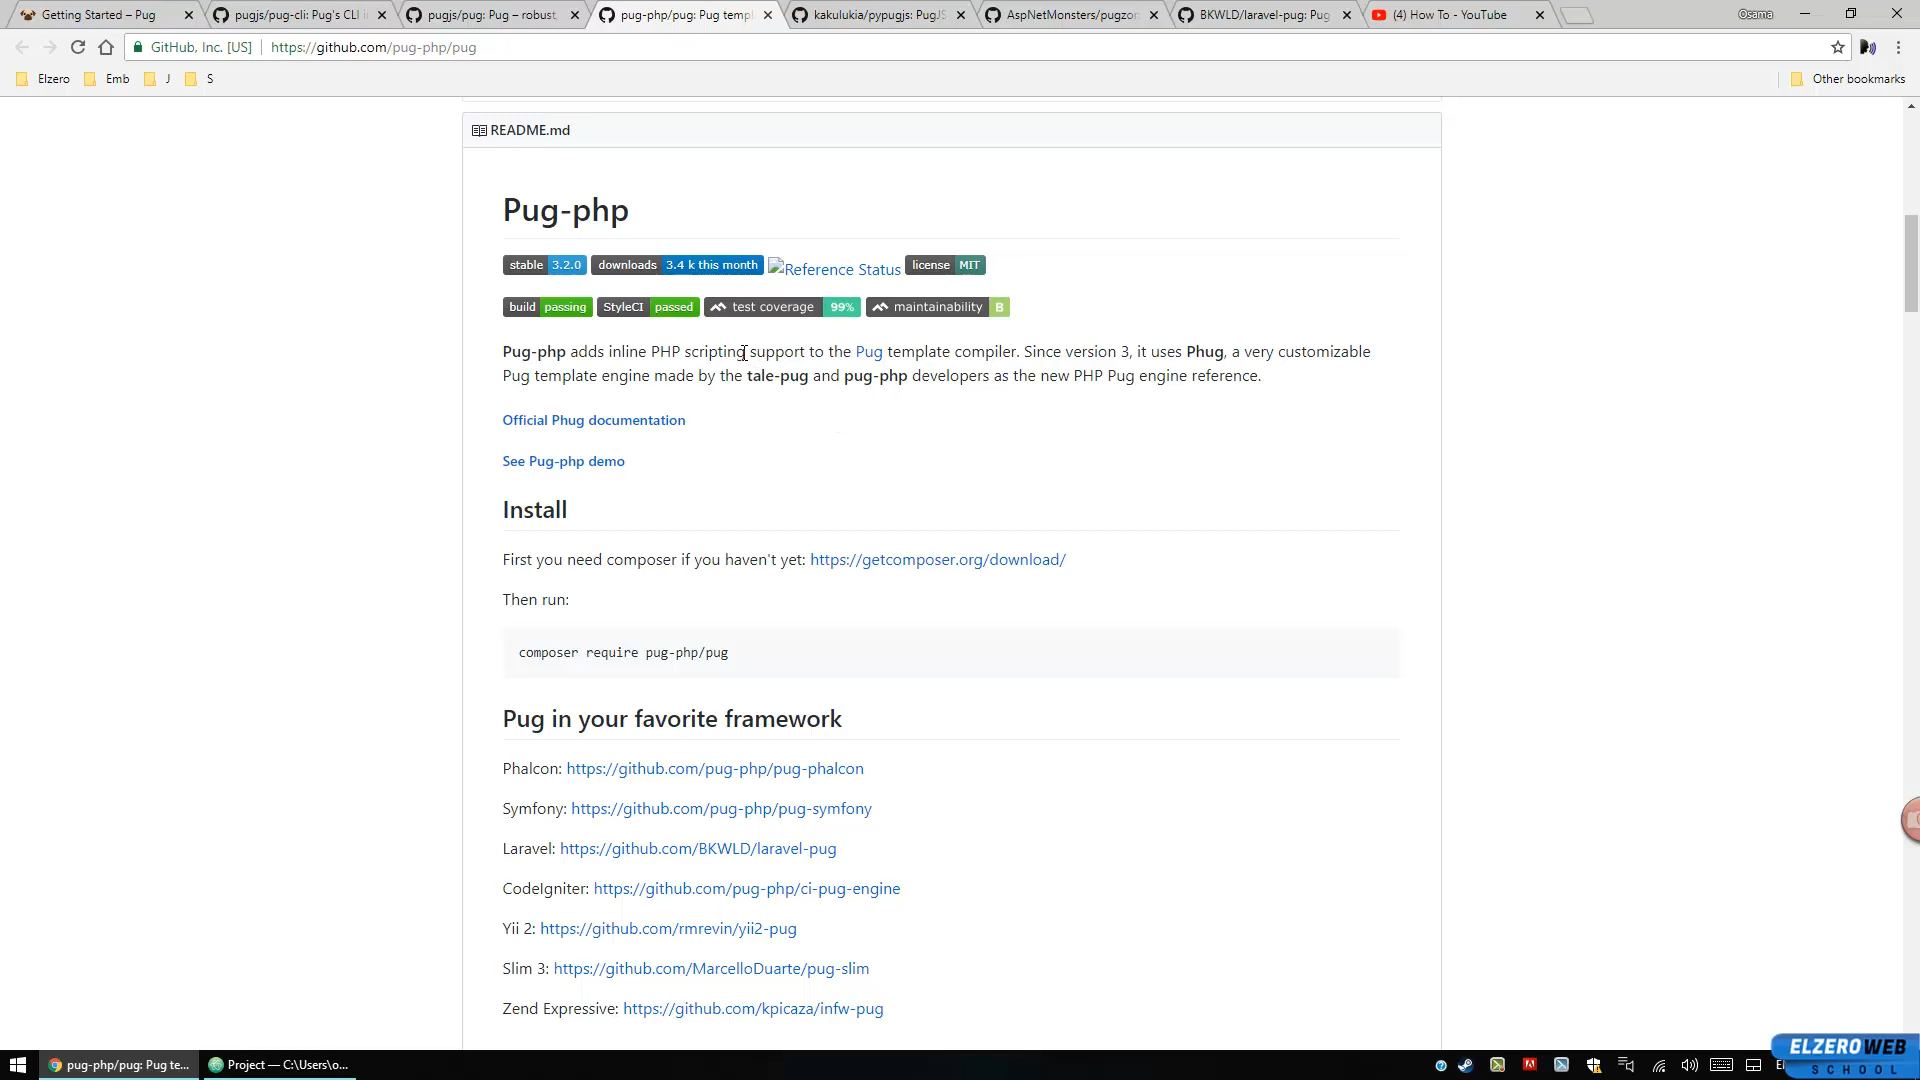 Getting Started – Pug
pugjs/pug-cli: Pug's CLI i
pugjs/pug: Pug – robust,
pug-php/pug: Pug templ
kakulukia/pypugjs: PugJS
AspNetMonsters/pugzor
BKWLD/laravel-pug: Pug
(4) How To - YouTube
Osama
GitHub, Inc. [US]
https://github.com/pug-php/pug
Elzero
Emb
J
S
Other bookmarks
README.md
Pug-php
stable 3.2.0 downloads 3.4 k this month Reference Status license MIT
build passing StyleCI passed test coverage 99% maintainability B
Pug-php adds inline PHP scripting support to the Pug template compiler. Since version 3, it uses Phug, a very customizable
Pug template engine made by the tale-pug and pug-php developers as the new PHP Pug engine reference.
Official Phug documentation
See Pug-php demo
Install
First you need composer if you haven't yet: https://getcomposer.org/download/
Then run:
composer require pug-php/pug
Pug in your favorite framework
Phalcon: https://github.com/pug-php/pug-phalcon
Symfony: https://github.com/pug-php/pug-symfony
Laravel: https://github.com/BKWLD/laravel-pug
CodeIgniter: https://github.com/pug-php/ci-pug-engine
Yii 2: https://github.com/rmrevin/yii2-pug
Slim 3: https://github.com/MarcelloDuarte/pug-slim
Zend Expressive: https://github.com/kpicaza/infw-pug
pug-php/pug: Pug te...
Project — C:\Users\o...
ELZEROWEB
SCHOOL